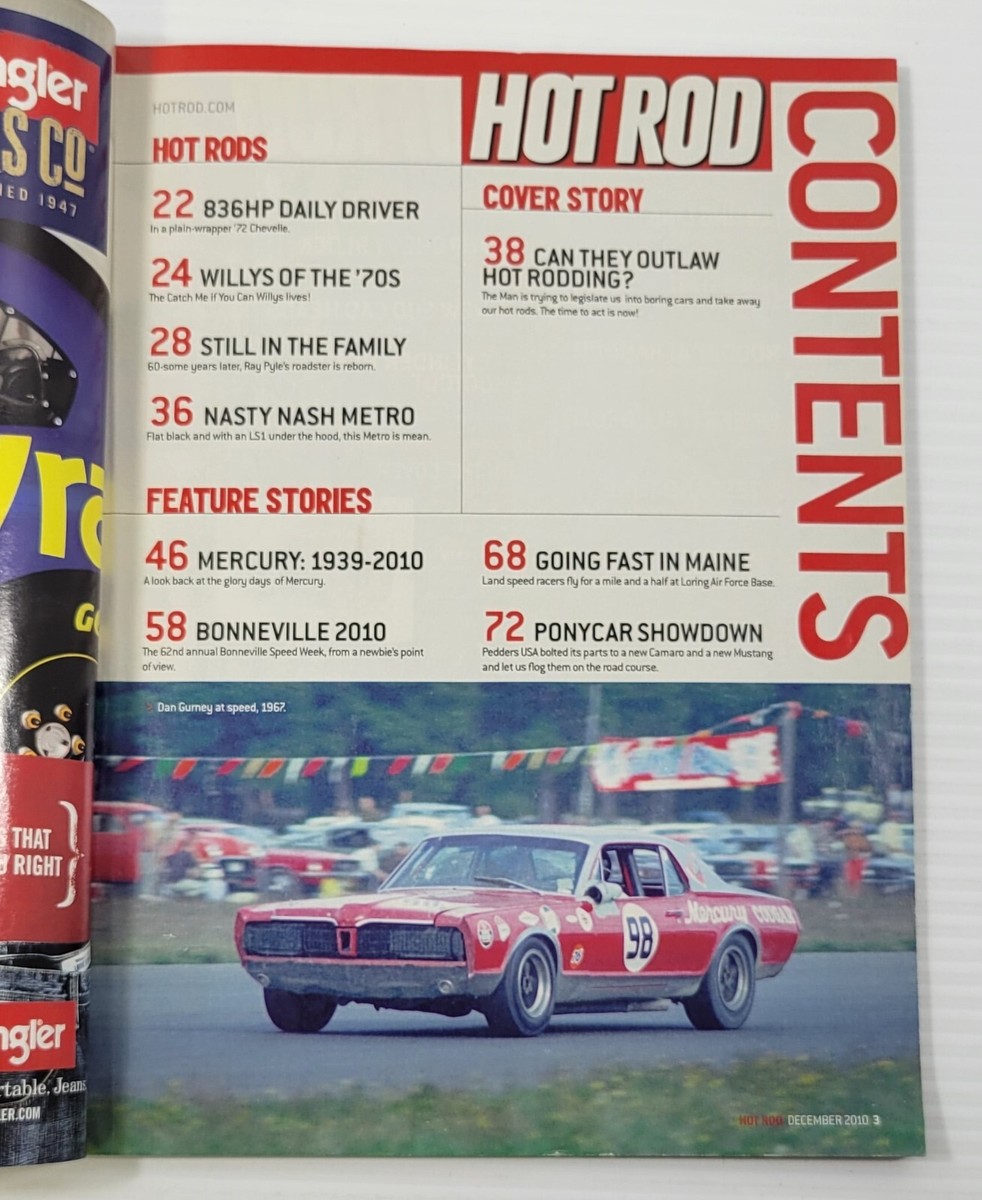 HOTROD.COM
HOT ROD
CONTENTS
HOT RODS
22 836HP DAILY DRIVER
In a plain-wrapper '72 Chevelle.
24 WILLYS OF THE '70S
The Catch Me If You Can Willys lives!
28 STILL IN THE FAMILY
60-some years later, Ray Pyle's roadster is reborn.
36 NASTY NASH METRO
Flat black and with an LS1 under the hood, this Metro is mean.
COVER STORY
38 CAN THEY OUTLAW
HOT RODDING?
The Man is trying to legislate us into boring cars and take away
our hot rods. The time to act is now!
FEATURE STORIES
46 MERCURY: 1939-2010
A look back at the glory days of Mercury.
58 BONNEVILLE 2010
The 62nd annual Bonneville Speed Week, from a newbie's point
of view.
68 GOING FAST IN MAINE
Land speed racers fly for a mile and a half at Loring Air Force Base.
72 PONYCAR SHOWDOWN
Pedders USA bolted its parts to a new Camaro and a new Mustang
and let us flog them on the road course.
> Dan Gurney at speed, 1967.
98
Mercury COUGAR
HOT ROD DECEMBER 2010 3
ngler
S CO
1947
THAT
RIGHT
ngler
rtable. Jeans
ER.COM